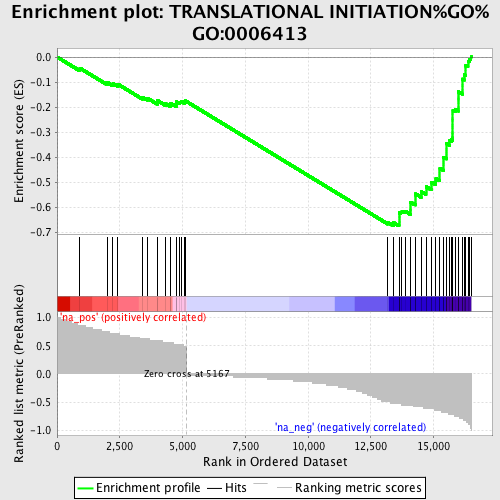 Enrichment plot: TRANSLATIONAL INITIATION%GO%
GO:0006413
Enrichment score (ES)
0.0
-0.1
-0.2
-0.3
-0.4
-0.5
-0.6
-0.7
'na_pos' (positively correlated)
Ranked list metric (PreRanked)
1.0
0.5
0.0
-0.5
-1.0
Zero cross at 5167
'na_neg' (negatively correlated)
0
2,500
5,000
7,500
10,000
12,500
15,000
Rank in Ordered Dataset
Enrichment profile
Hits
Ranking metric scores